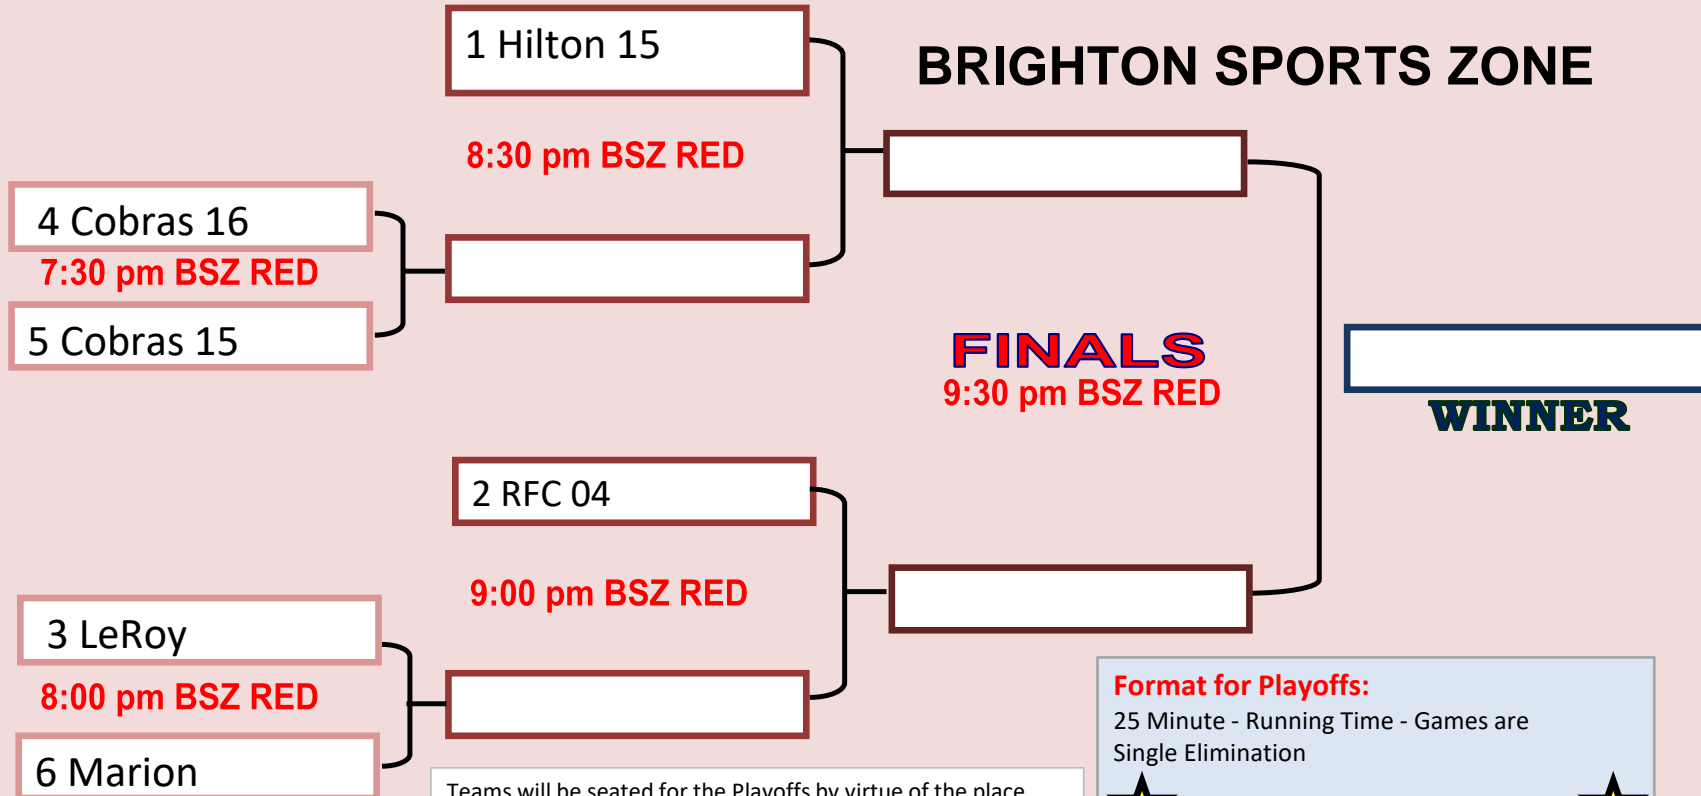 1 Hilton 15
BRIGHTON SPORTS ZONE
8:30 pm BSZ RED
4 Cobras 16
7:30 pm BSZ RED
5 Cobras 15
FINALS
9:30 pm BSZ RED
WINNER
2 RFC 04
9:00 pm BSZ RED
3 LeRoy
8:00 pm BSZ RED
6 Marion
Format for Playoffs:
25 Minute - Running Time - Games are
Single Elimination
Teams will be seated for the Playoffs by virtue of the place